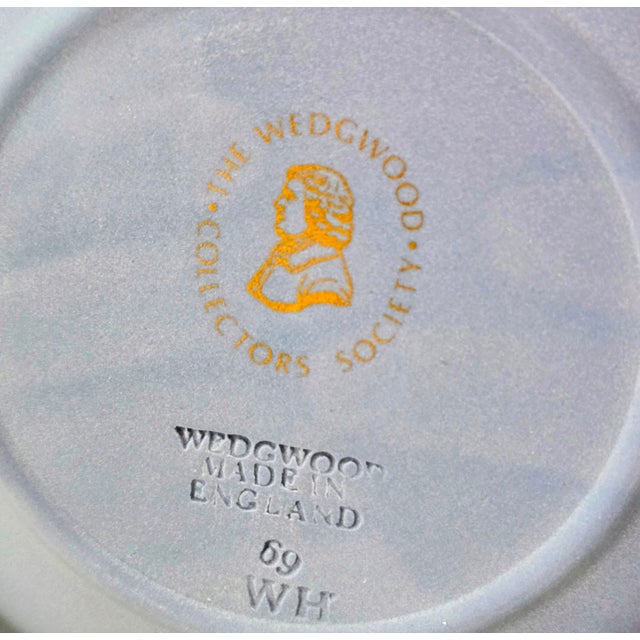 • THE WEDGWOOD •
COLLECTORS SOCIETY
WEDGWOOD
MADE IN
ENGLAND
69
WH